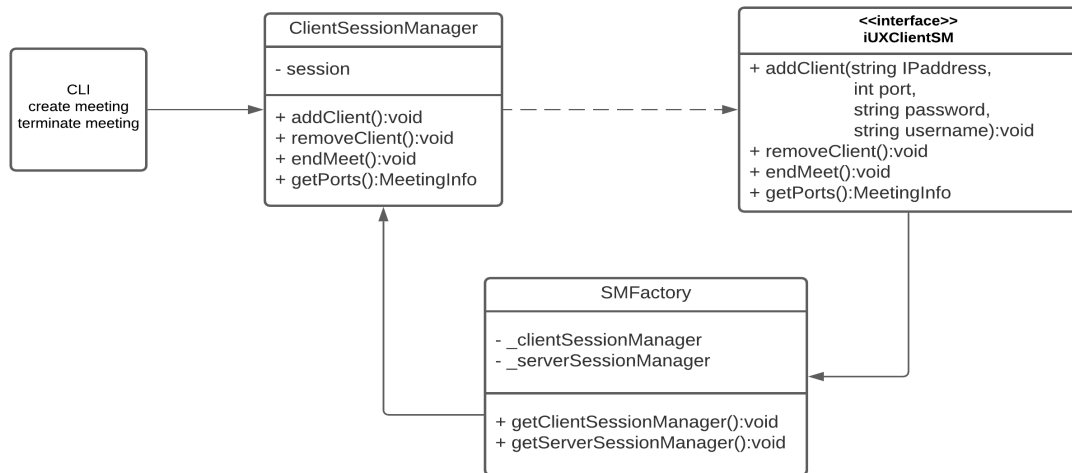 CLI
create meeting
terminate meeting
ClientSessionManager
- session
+ addClient():void
+ removeClient():void
+ endMeet():void
+ getPorts():MeetingInfo
<<interface>>
iUXClientSM
+ addClient(string IPaddress,
int port,
string password,
string username):void
+ removeClient():void
+ endMeet():void
+ getPorts():MeetingInfo
SMFactory
- _clientSessionManager
- _serverSessionManager
+ getClientSessionManager():void
+ getServerSessionManager():void